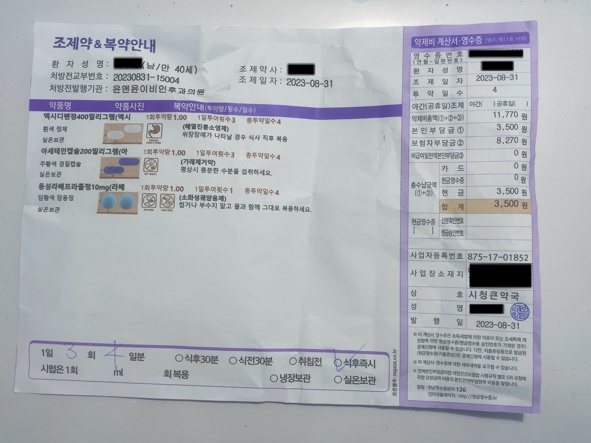 조제약&복약안내
환 자 성 명 : (남/만 40세)
조 제 약 사 :
처방전교부번호 : 20230831-15004
조 제 일 자 : 2023-08-31
처방전발행기관 : 윤앤윤이비인후과의원
약품명 약품사진 복약안내(투약량/횟수/일수)
덱시디펜400밀리그램(덱시
1회투약량1.00 1일투여횟수3 총투약일수4
흰색 정제
(해열진통소염제)
실온보관
위장장애가 나타날 경우 식사 직후 복용
아세테인캡슐200밀리그램(아
1회투약량1.00 1일투여횟수3 총투약일수4
주황색 경질캡슐
(가래제거약)
실온보관
평상시 충분한 수분을 섭취하세요.
동성라베프라졸정10mg(라베
1회투약량1.00 1일투여횟수1 총투약일수4
담황색 장용정
(소화성궤양용제)
실온보관
씹거나 부수지 말고 물과 함께 그대로 복용하세요.
1일 3 회 4 일분 ○식후30분 ○식전30분 ○취침전 ○식후즉시
시럽은 1회 ml 회 복용 ○냉장보관 ○실온보관
약제비 계산서·영수증
영 수 증 번 호
(연월-일련번호)
환 자 성 명
조 제 일 자 2023-08-31
투 약 일 수 4
야간(공휴일)조제 야간( )공휴일( )
약제비총액(①+②+③) 11,770 원
본인부담금① 3,500 원
보험자부담금② 8,270 원
비급여및전액본인부담금③ 0 원
총수납금액(①+③)
카 드 0 원
현금영수증 0 원
현 금 3,500 원
합 계 3,500 원
현금영수증
신분확인번호
현금승인번호
사업자등록번호 875-17-01852
사업장소재지
상 호 시청큰약국
성 명
발 행 일 2023-08-31